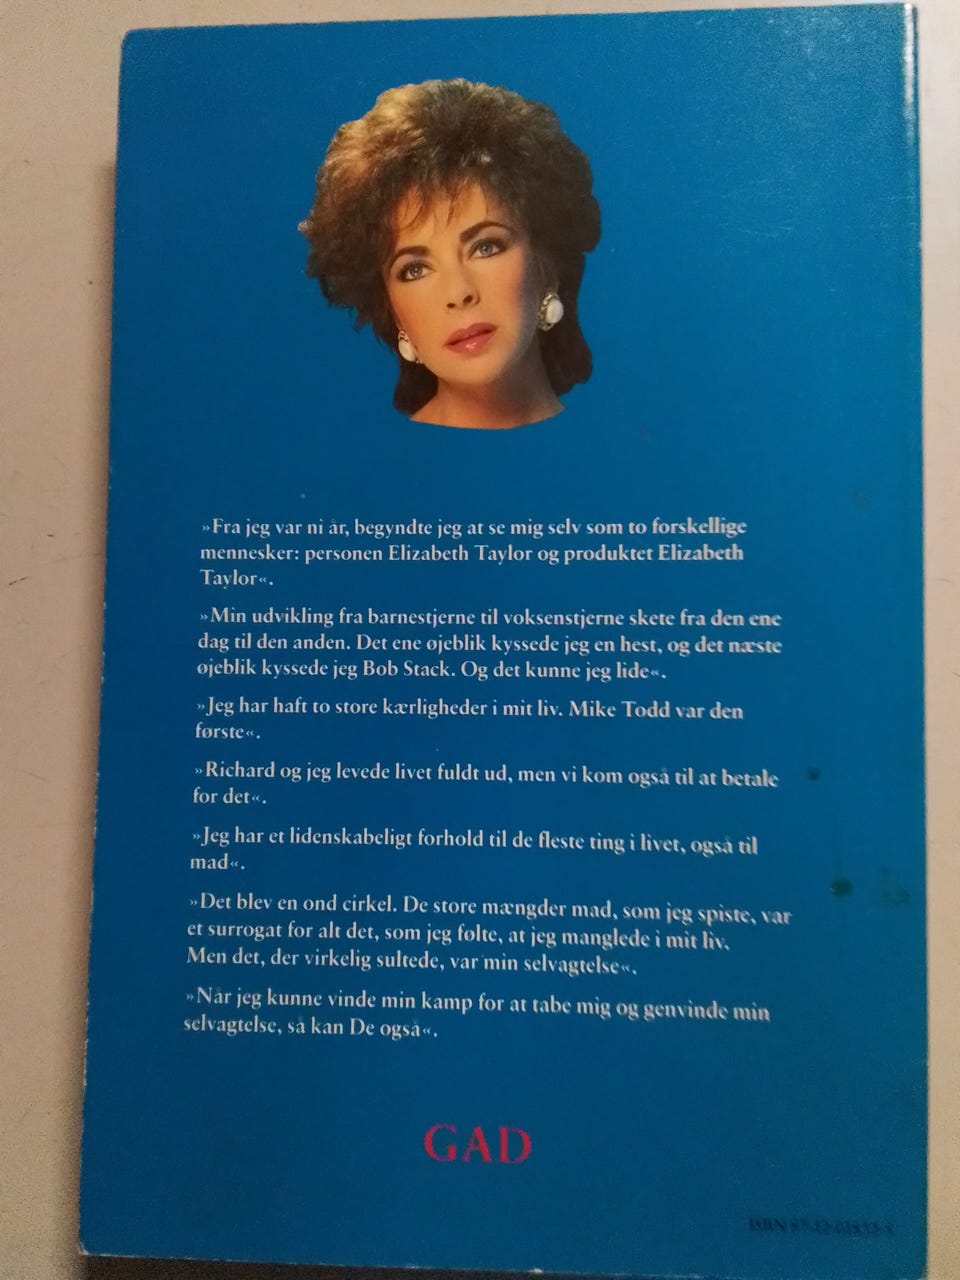 »Fra jeg var ni år, begyndte jeg at se mig selv som to forskellige
mennesker: personen Elizabeth Taylor og produktet Elizabeth
Taylor«.
»Min udvikling fra barnestjerne til voksenstjerne skete fra den ene
dag til den anden. Det ene øjeblik kyssede jeg en hest, og det næste
øjeblik kyssede jeg Bob Stack. Og det kunne jeg lide«.
»Jeg har haft to store kærligheder i mit liv. Mike Todd var den
første«.
»Richard og jeg levede livet fuldt ud, men vi kom også til at betale
for det«.
»Jeg har et lidenskabeligt forhold til de fleste ting i livet, også til
mad«.
»Det blev en ond cirkel. De store mængder mad, som jeg spiste, var
et surrogat for alt det, som jeg følte, at jeg manglede i mit liv.
Men det, der virkelig sultede, var min selvagtelse«.
»Når jeg kunne vinde min kamp for at tabe mig og genvinde min
selvagtelse, så kan De også«.
GAD
ISBN